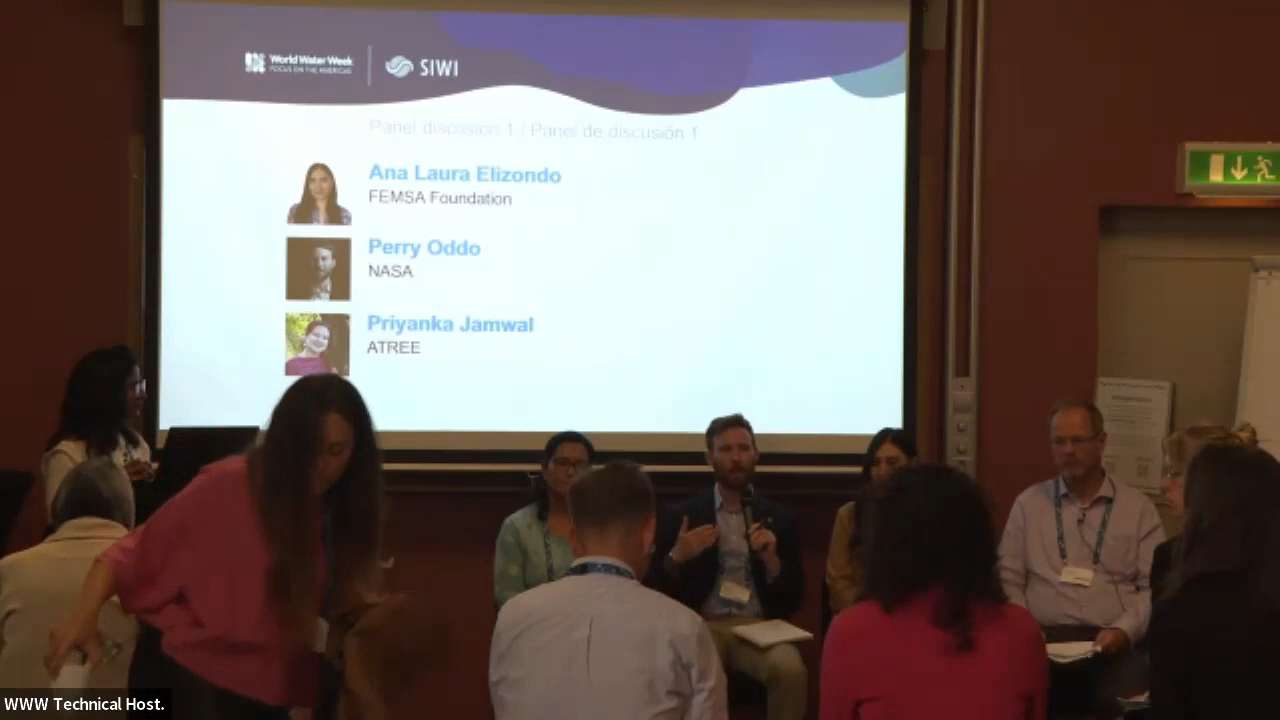 World Water Week
FOCUS ON THE AMERICAS
SIWI
Panel discussion 1 / Panel de discusión 1
Ana Laura Elizondo
FEMSA Foundation
Perry Oddo
NASA
Priyanka Jamwal
ATREE
WWW Technical Host.